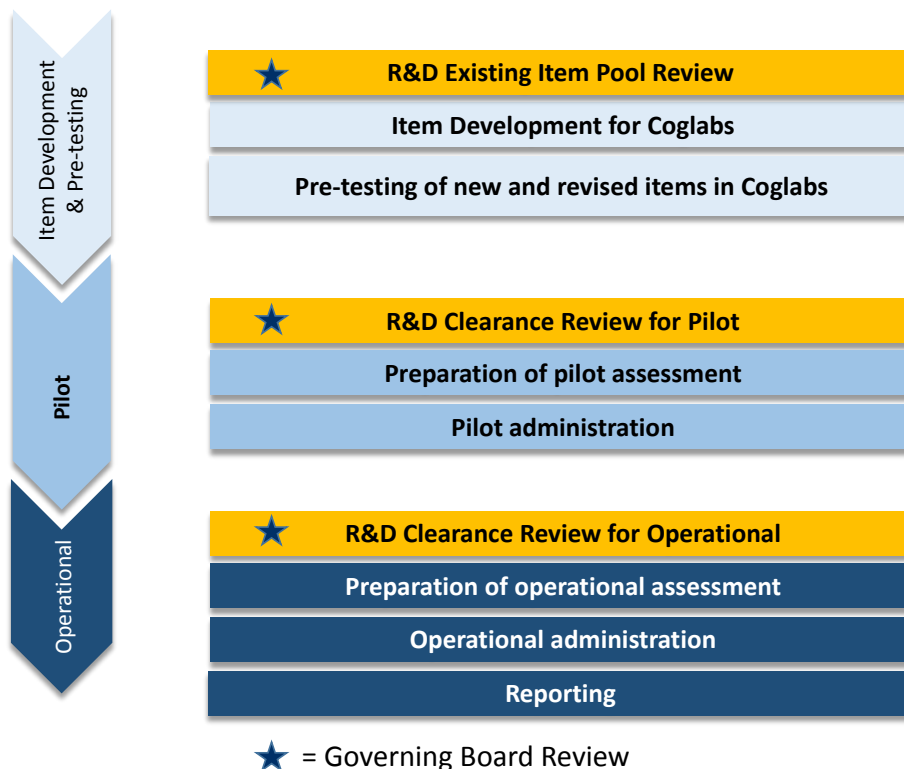 Item Development
& Pre-testing
R&D Existing Item Pool Review
Item Development for Coglabs
Pre-testing of new and revised items in Coglabs
Pilot
R&D Clearance Review for Pilot
Preparation of pilot assessment
Pilot administration
Operational
R&D Clearance Review for Operational
Preparation of operational assessment
Operational administration
Reporting
= Governing Board Review